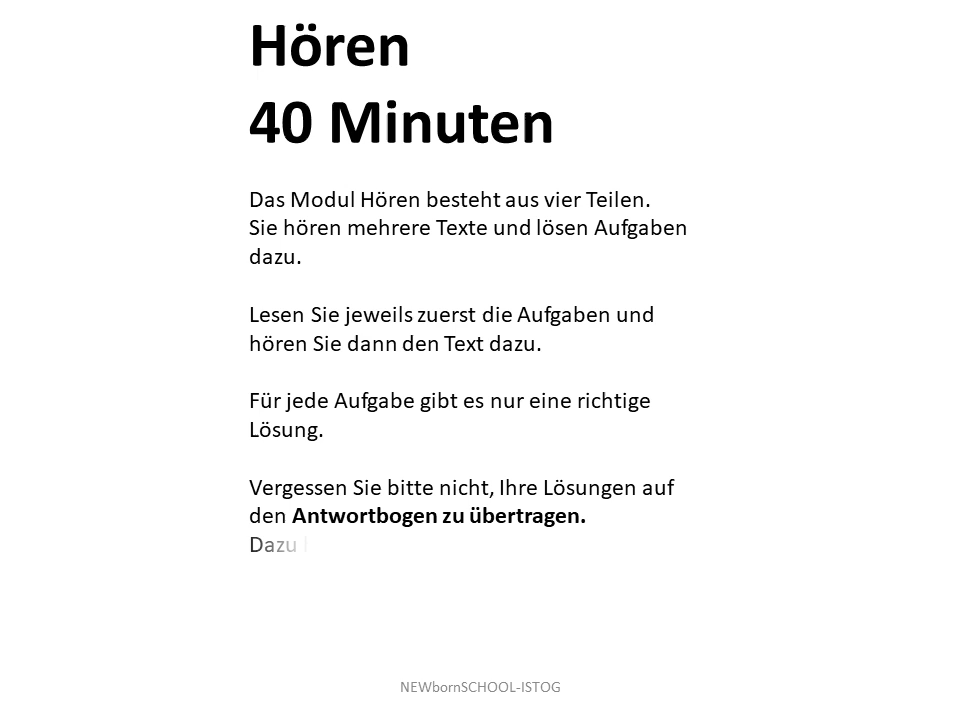 Hören
40 Minuten
Das Modul Hören besteht aus vier Teilen.
Sie hören mehrere Texte und lösen Aufgaben
dazu.
Lesen Sie jeweils zuerst die Aufgaben und
hören Sie dann den Text dazu.
Für jede Aufgabe gibt es nur eine richtige
Lösung.
Vergessen Sie bitte nicht, Ihre Lösungen auf
den Antwortbogen zu übertragen.
Dazu
NEWbornSCHOOL-ISTOG